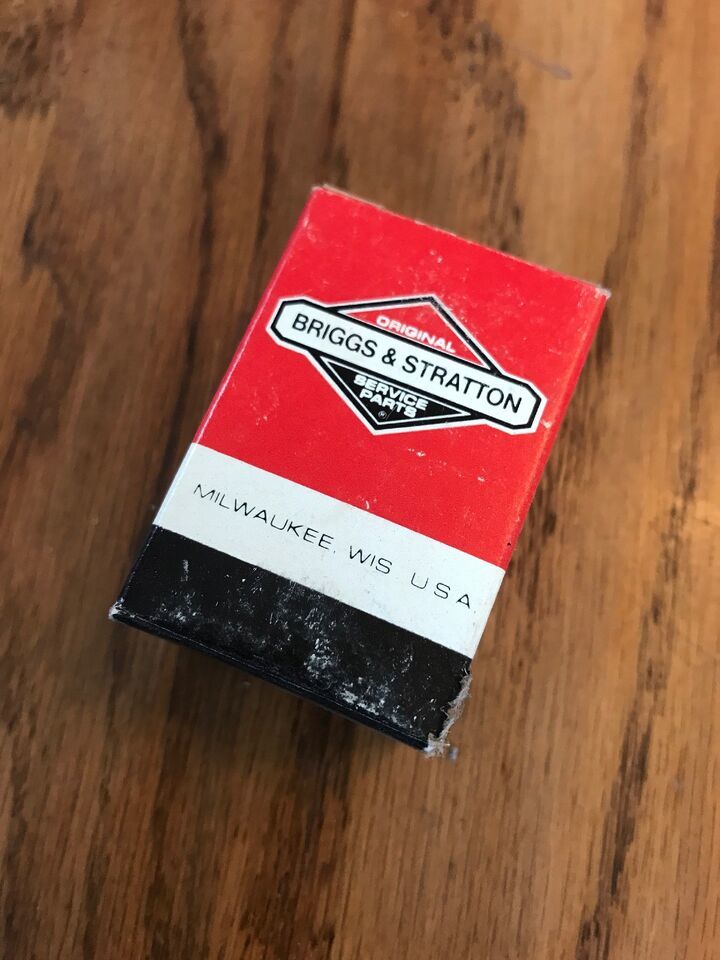 ORIGINAL
BRIGGS & STRATTON
SERVICE
PARTS
MILWAUKEE, WIS U S A